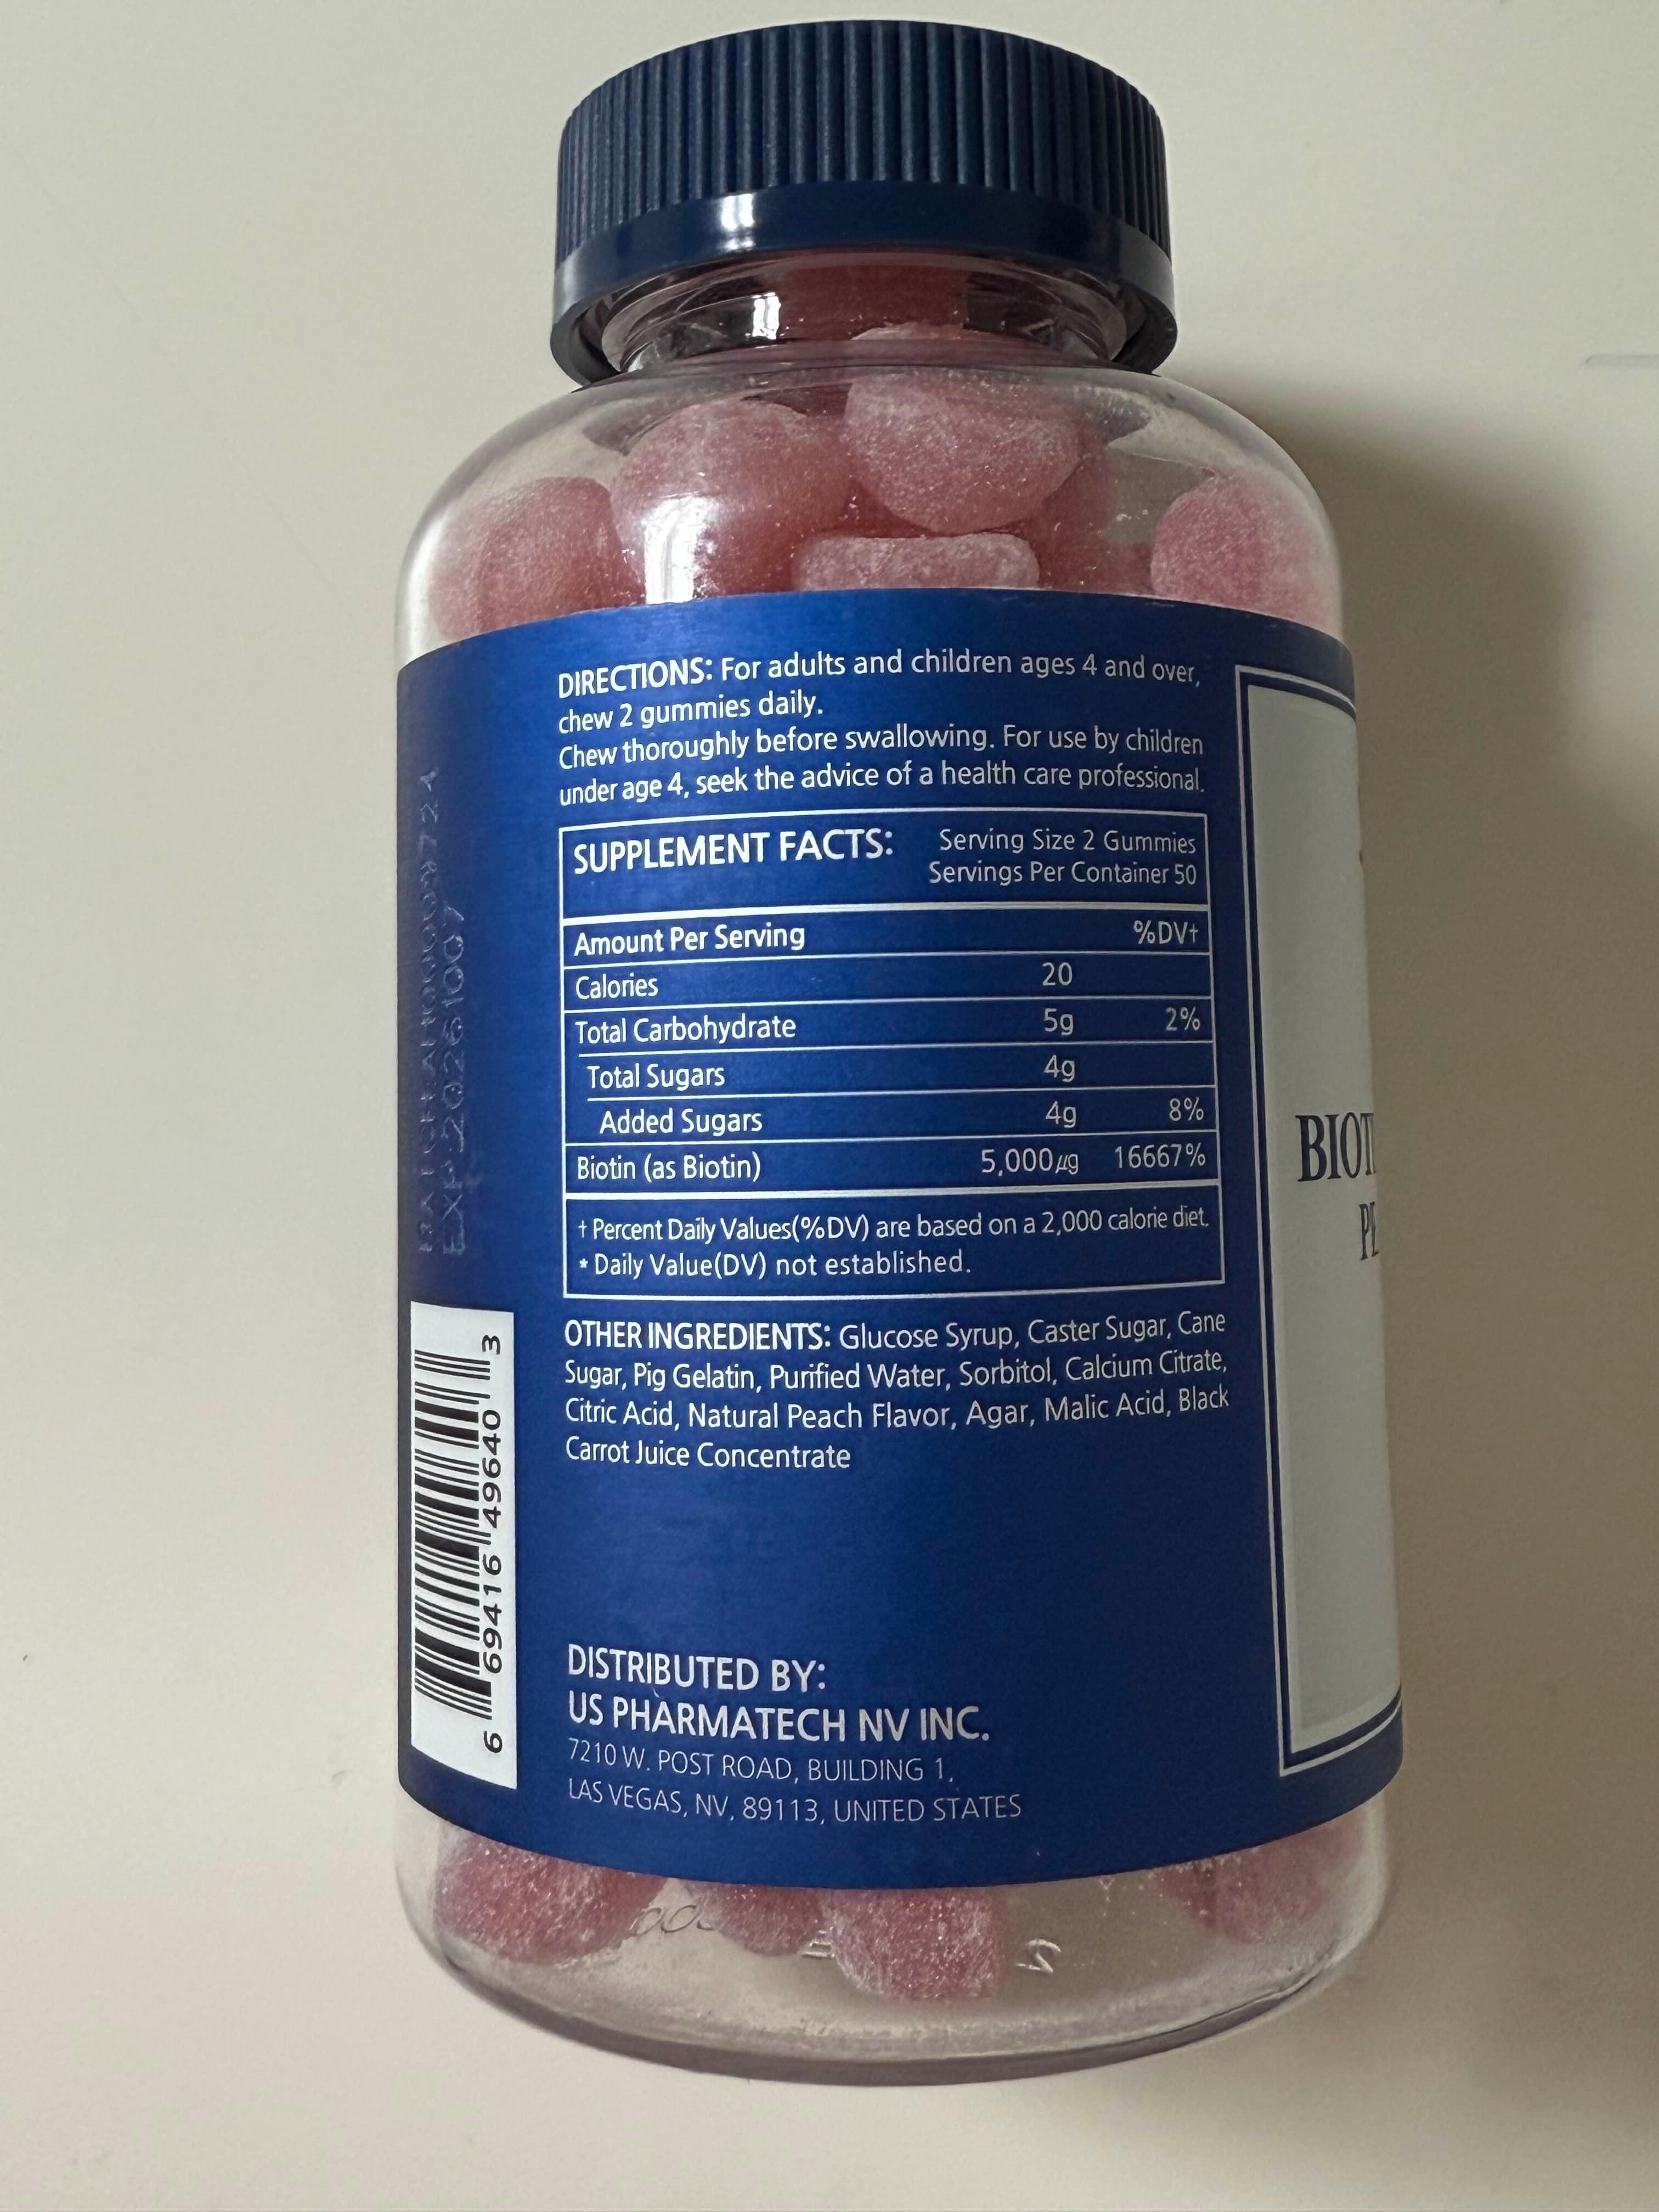 DIRECTIONS: For adults and children ages 4 and over,
chew 2 gummies daily.
Chew thoroughly before swallowing. For use by children
under age 4, seek the advice of a health care professional.
SUPPLEMENT FACTS: Serving Size 2 Gummies
Servings Per Container 50
Amount Per Serving %DV†
Calories 20
Total Carbohydrate 5g 2%
Total Sugars 4g
Added Sugars 4g 8%
Biotin (as Biotin) 5,000μg 16667%
† Percent Daily Values(%DV) are based on a 2,000 calorie diet.
* Daily Value(DV) not established.
OTHER INGREDIENTS: Glucose Syrup, Caster Sugar, Cane
Sugar, Pig Gelatin, Purified Water, Sorbitol, Calcium Citrate,
Citric Acid, Natural Peach Flavor, Agar, Malic Acid, Black
Carrot Juice Concentrate
DISTRIBUTED BY:
US PHARMATECH NV INC.
7210 W. POST ROAD, BUILDING 1,
LAS VEGAS, NV, 89113, UNITED STATES
EXP:20261007
6 69416 49640 3
BIOTI
PE